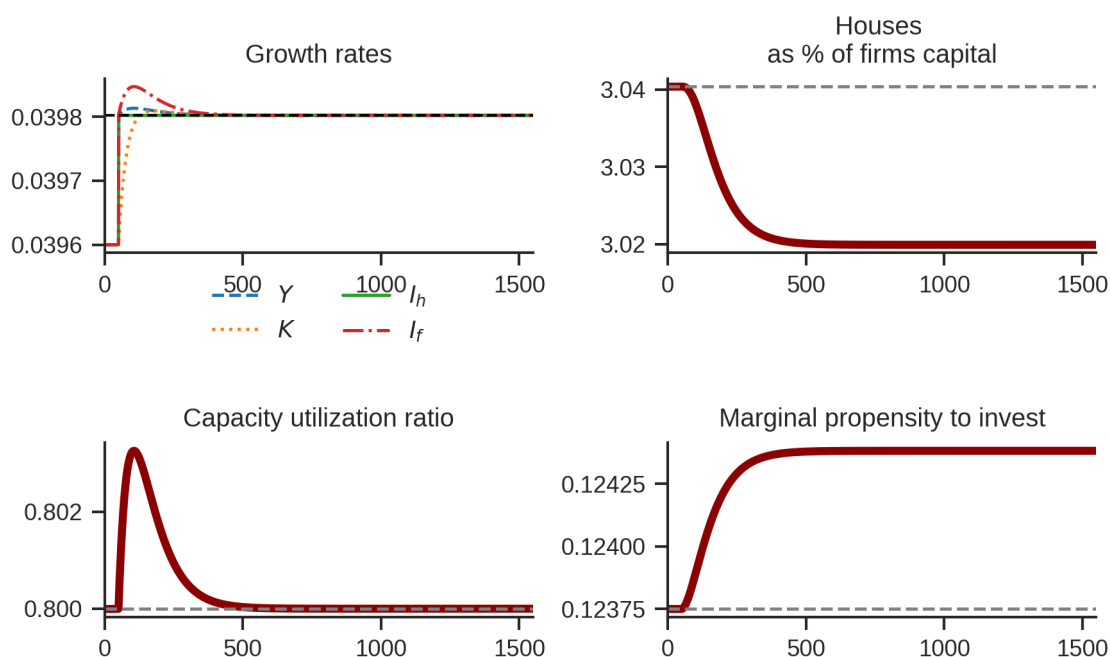 Growth rates
0.0398
0.0397
0.0396
0 500 1000 1500
Y I_h
K I_f
Houses
as % of firms capital
3.04
3.03
3.02
0 500 1000 1500
Capacity utilization ratio
0.802
0.800
0 500 1000 1500
Marginal propensity to invest
0.12425
0.12400
0.12375
0 500 1000 1500